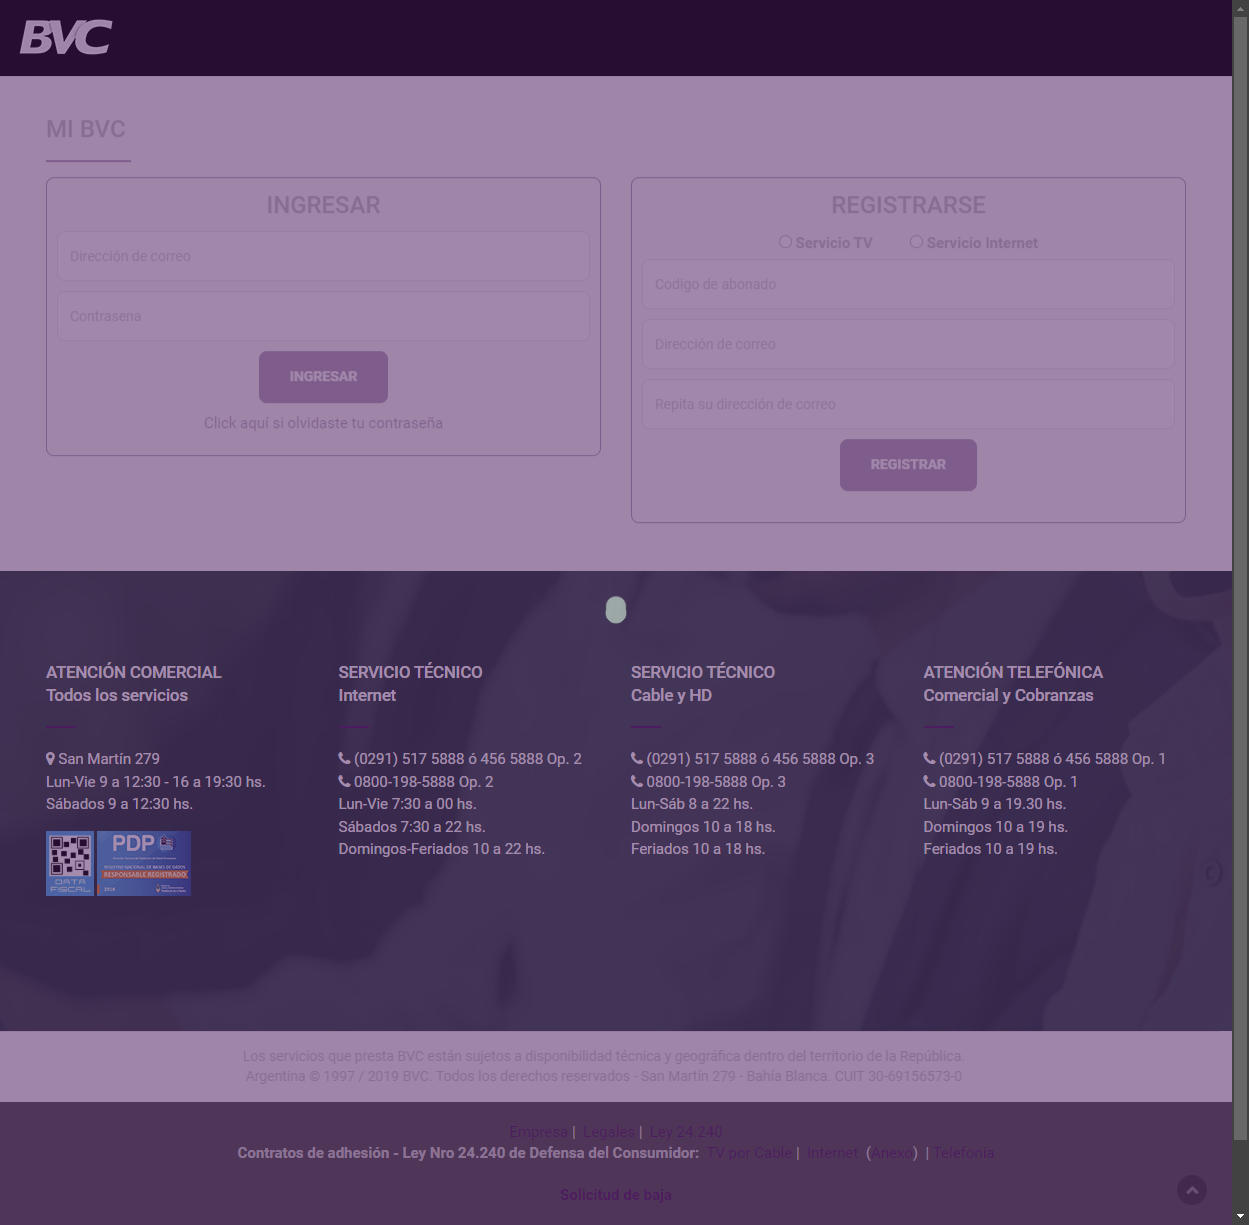 BVC
MI BVC
INGRESAR
Dirección de correo
Contrasena
INGRESAR
Click aquí si olvidaste tu contraseña
REGISTRARSE
Servicio TV
Servicio Internet
Codigo de abonado
Dirección de correo
Repita su dirección de correo
REGISTRAR
ATENCIÓN COMERCIAL
Todos los servicios
San Martín 279
Lun-Vie 9 a 12:30 - 16 a 19:30 hs.
Sábados 9 a 12:30 hs.
DATA
FISCAL
PDP
REGISTRO NACIONAL DE BASES DE DATOS
RESPONSABLE REGISTRADO
SERVICIO TÉCNICO
Internet
(0291) 517 5888 ó 456 5888 Op. 2
0800-198-5888 Op. 2
Lun-Vie 7:30 a 00 hs.
Sábados 7:30 a 22 hs.
Domingos-Feriados 10 a 22 hs.
SERVICIO TÉCNICO
Cable y HD
(0291) 517 5888 ó 456 5888 Op. 3
0800-198-5888 Op. 3
Lun-Sáb 8 a 22 hs.
Domingos 10 a 18 hs.
Feriados 10 a 18 hs.
ATENCIÓN TELEFÓNICA
Comercial y Cobranzas
(0291) 517 5888 ó 456 5888 Op. 1
0800-198-5888 Op. 1
Lun-Sáb 9 a 19.30 hs.
Domingos 10 a 19 hs.
Feriados 10 a 19 hs.
Los servicios que presta BVC están sujetos a disponibilidad técnica y geográfica dentro del territorio de la República.
Argentina © 1997 / 2019 BVC. Todos los derechos reservados - San Martín 279 - Bahía Blanca. CUIT 30-69156573-0
Empresa | Legales | Ley 24.240
Contratos de adhesión - Ley Nro 24.240 de Defensa del Consumidor: TV por Cable | Internet (Anexo) | Telefonía
Solicitud de baja